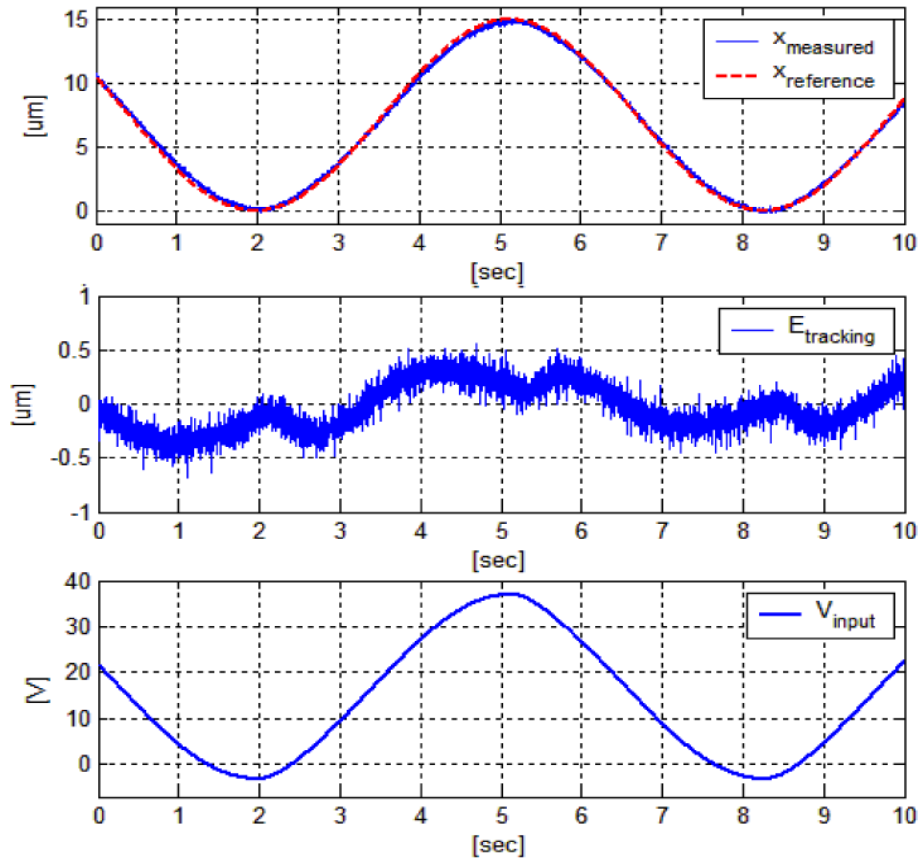 15
10
5
0
[um]
x measured
x reference
0 1 2 3 4 5 6 7 8 9 10
[sec]
1
0.5
0
-0.5
-1
[um]
E tracking
0 1 2 3 4 5 6 7 8 9 10
[sec]
40
30
20
10
0
[V]
V input
0 1 2 3 4 5 6 7 8 9 10
[sec]